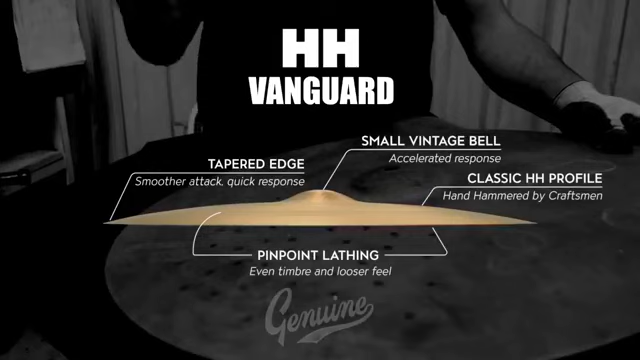 HH
VANGUARD
SMALL VINTAGE BELL
Accelerated response
TAPERED EDGE
Smoother attack, quick response
CLASSIC HH PROFILE
Hand Hammered by Craftsmen
PINPOINT LATHING
Even timbre and looser feel
Genuine